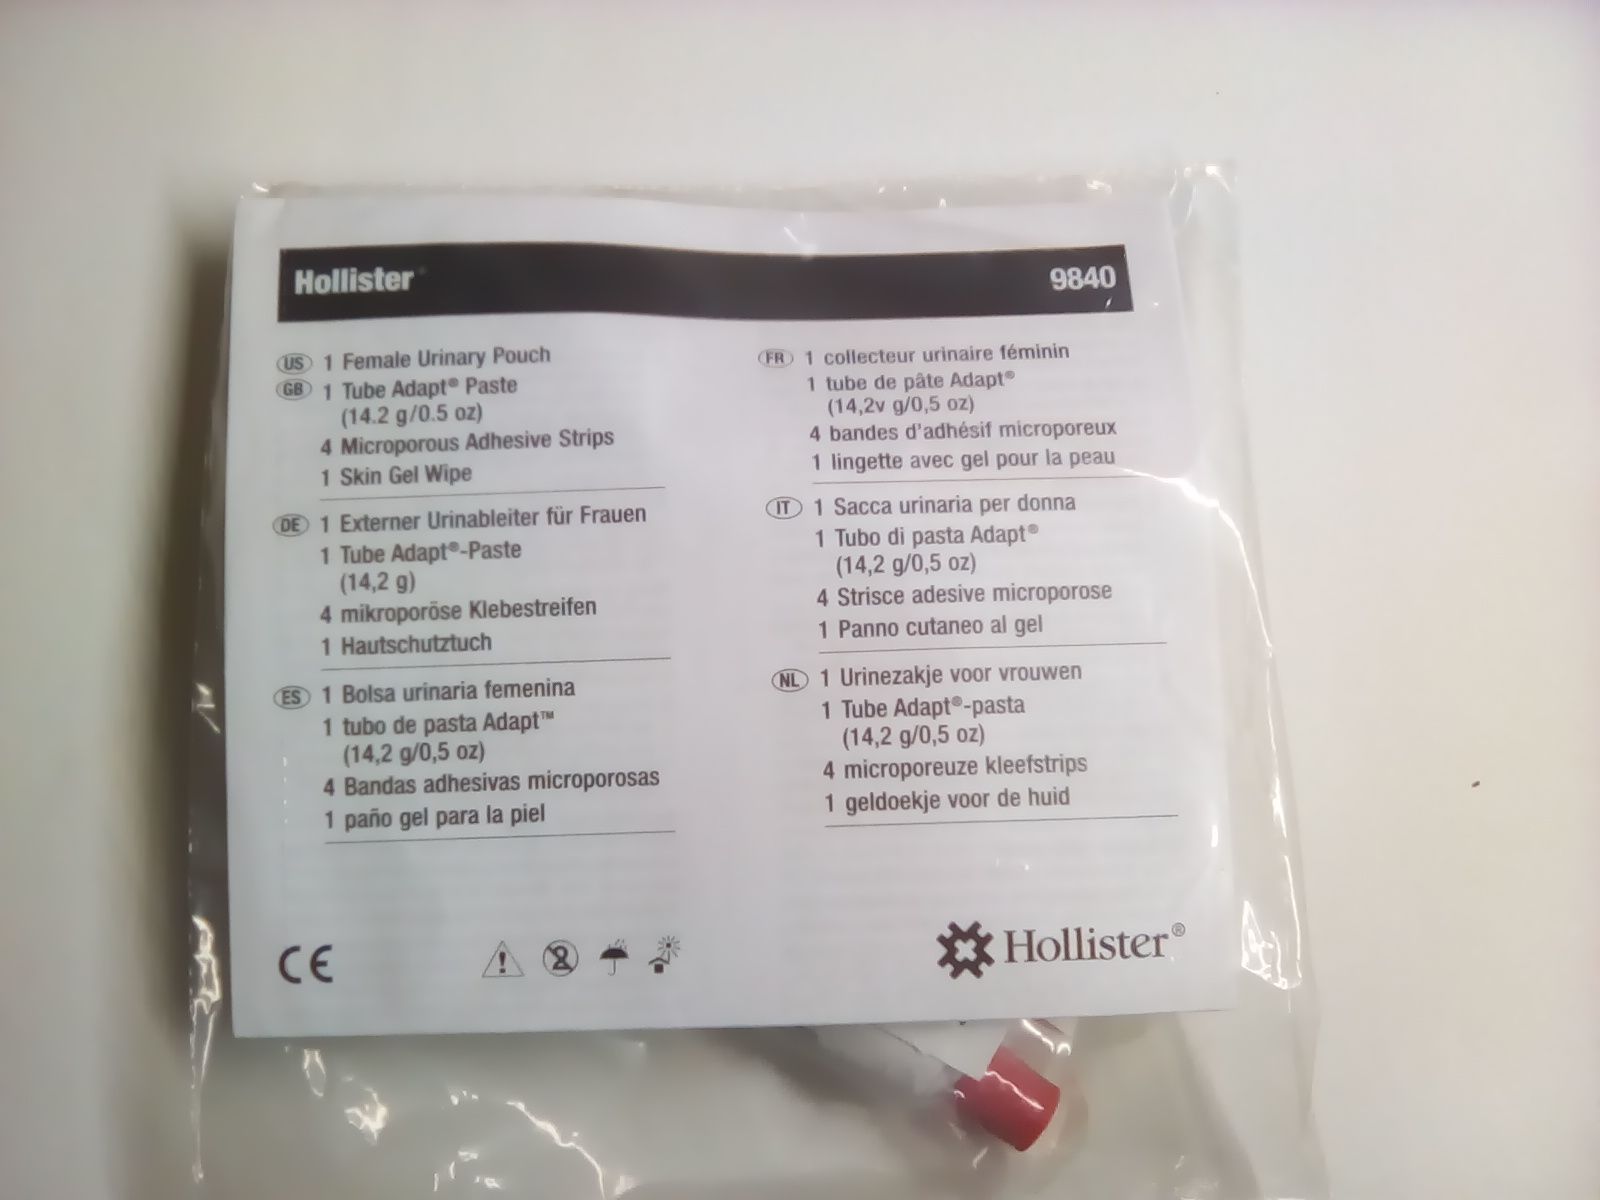 Hollister
9840
US 1 Female Urinary Pouch
GB 1 Tube Adapt® Paste
(14.2 g/0.5 oz)
4 Microporous Adhesive Strips
1 Skin Gel Wipe
DE 1 Externer Urinableiter für Frauen
1 Tube Adapt®-Paste
(14,2 g)
4 mikroporöse Klebestreifen
1 Hautschutztuch
ES 1 Bolsa urinaria femenina
1 tubo de pasta Adapt™
(14,2 g/0,5 oz)
4 Bandas adhesivas microporosas
1 paño gel para la piel
FR 1 collecteur urinaire féminin
1 tube de pâte Adapt®
(14,2v g/0,5 oz)
4 bandes d'adhésif microporeux
1 lingette avec gel pour la peau
IT 1 Sacca urinaria per donna
1 Tubo di pasta Adapt®
(14,2 g/0,5 oz)
4 Strisce adesive microporose
1 Panno cutaneo al gel
NL 1 Urinezakje voor vrouwen
1 Tube Adapt®-pasta
(14,2 g/0,5 oz)
4 microporeuze kleefstrips
1 geldoekje voor de huid
CE
2
Hollister®